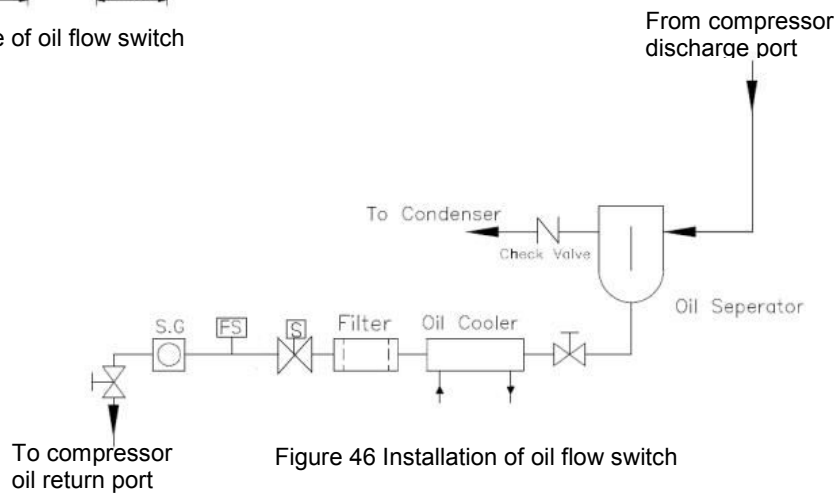 e of oil flow switch
From compressor
discharge port
To Condenser
Check Valve
Oil Seperator
S.G
FS
S
Filter
Oil Cooler
To compressor
oil return port
Figure 46 Installation of oil flow switch